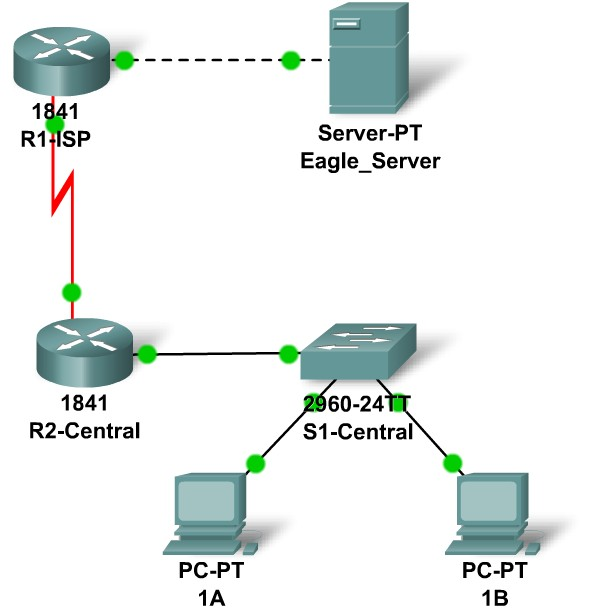 1841
R1-ISP
Server-PT
Eagle_Server
1841
R2-Central
2960-24TT
S1-Central
PC-PT
1A
PC-PT
1B